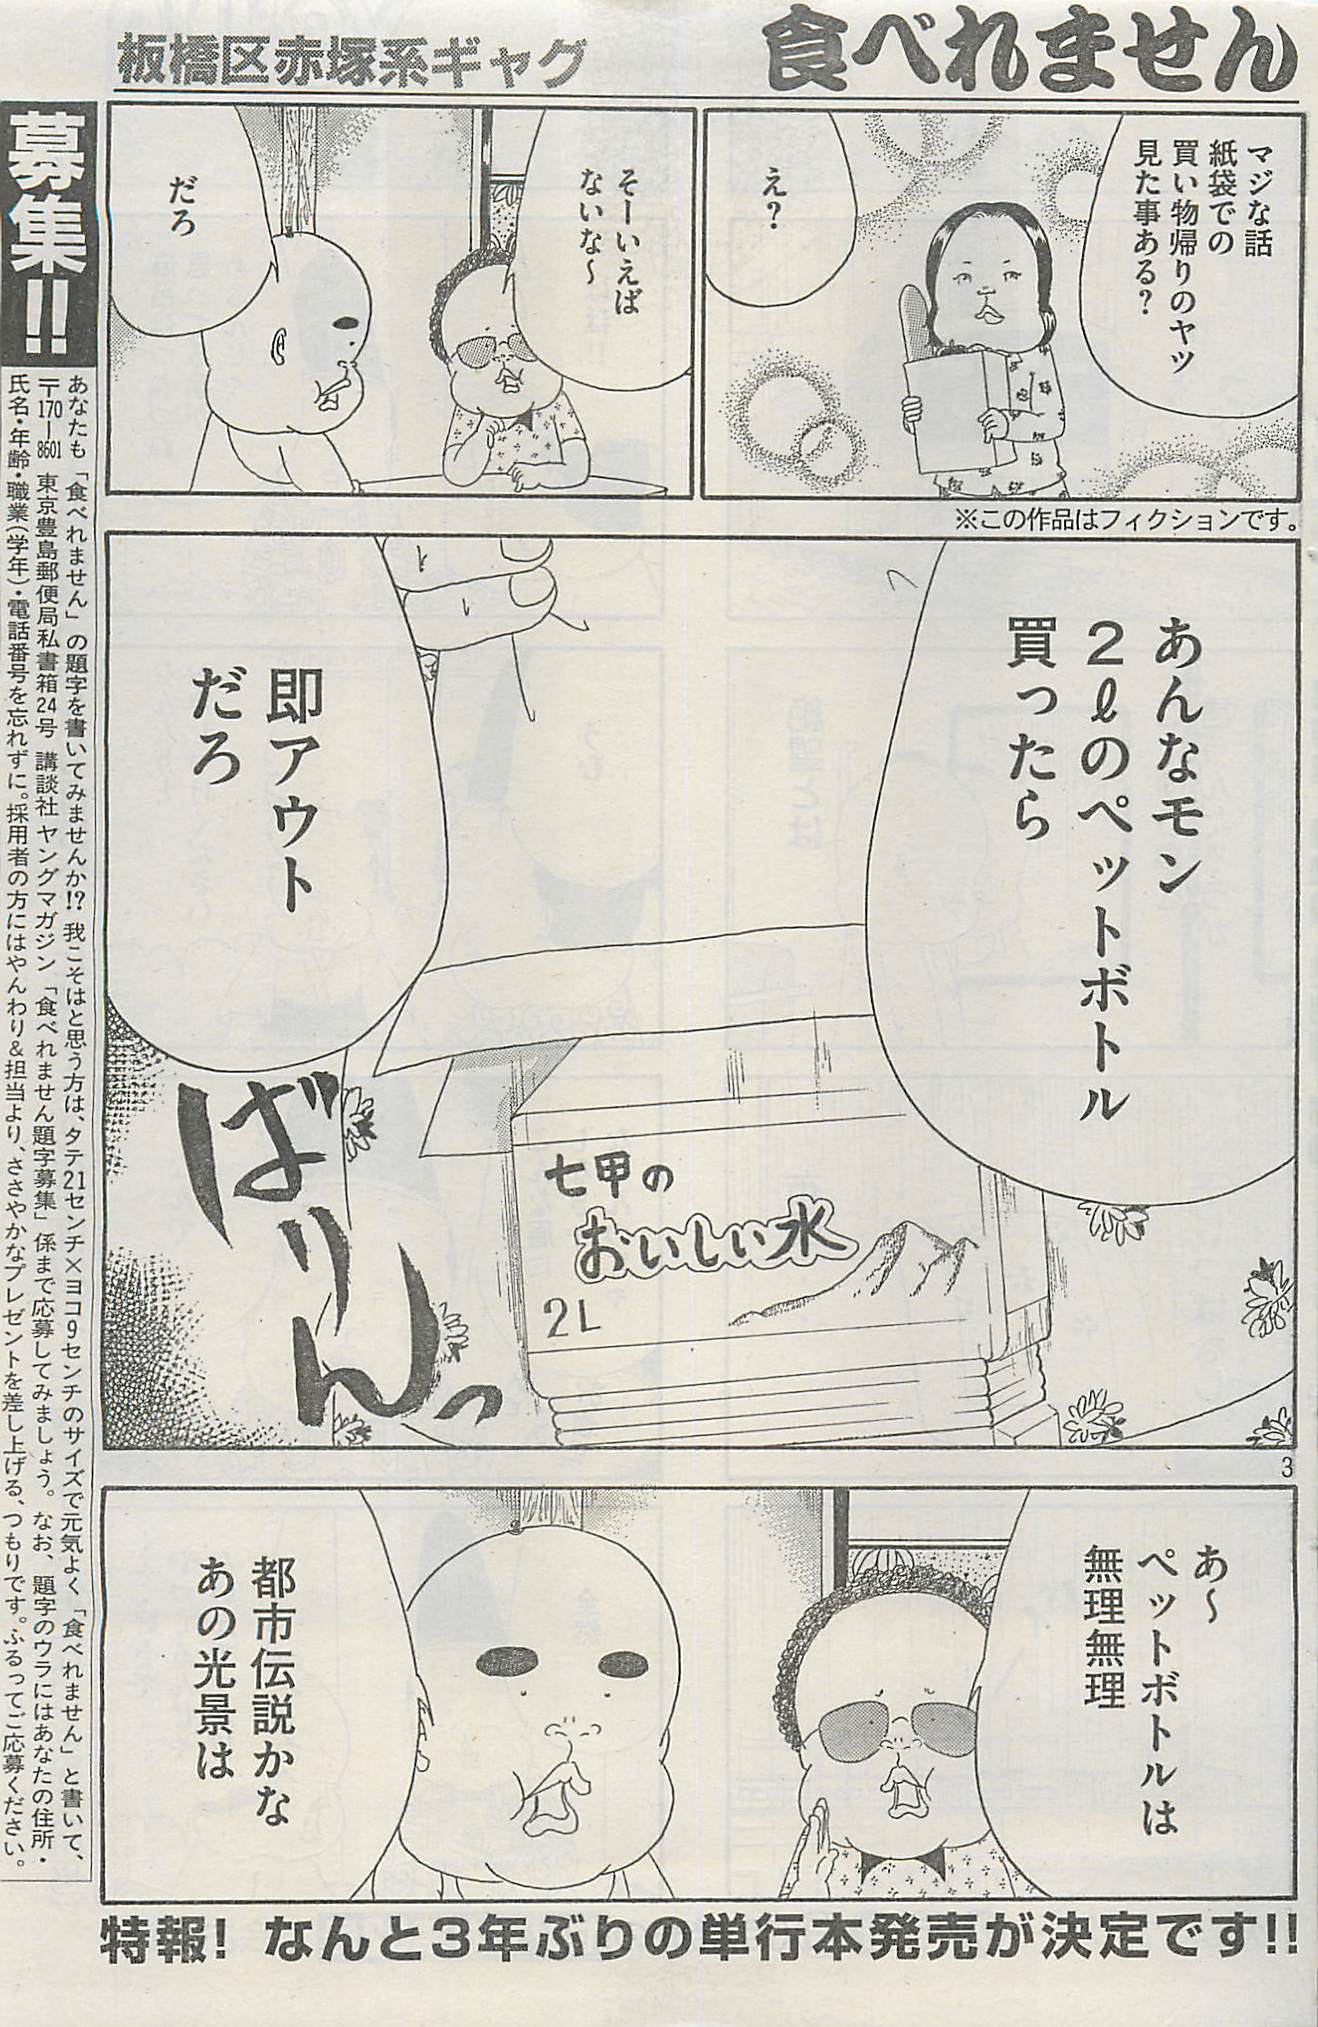 食べれません
板橋区赤塚系ギャグ
マジな話
紙袋での
買い物帰りのヤツ
見た事ある?
え?
そーいえば
ないな〜
だろ
※この作品はフィクションです。
あんなモン
2ℓのペットボトル
買ったら
即アウト
だろ
七甲の
おいしい水
2L
ばりんっ
3
あ〜
ペットボトルは
無理無理
都市伝説かな
あの光景は
特報! なんと3年ぶりの単行本発売が決定です!!
募集!!
あなたも「食べれません」の題字を書いてみませんか!? 我こそはと思う方は、タテ21センチ×ヨコ9センチのサイズで元気よく「食べれません」と書いて、
〒170-8601 東京豊島郵便局私書箱24号 講談社 ヤングマガジン「食べれません題字募集」係まで応募してみましょう。なお、題字のウラにはあなたの住所・
氏名・年齢・職業(学年)・電話番号を忘れずに。採用者の方にはやんわり&担当より、ささやかなプレゼントを差し上げる、つもりです。ふるってご応募ください。